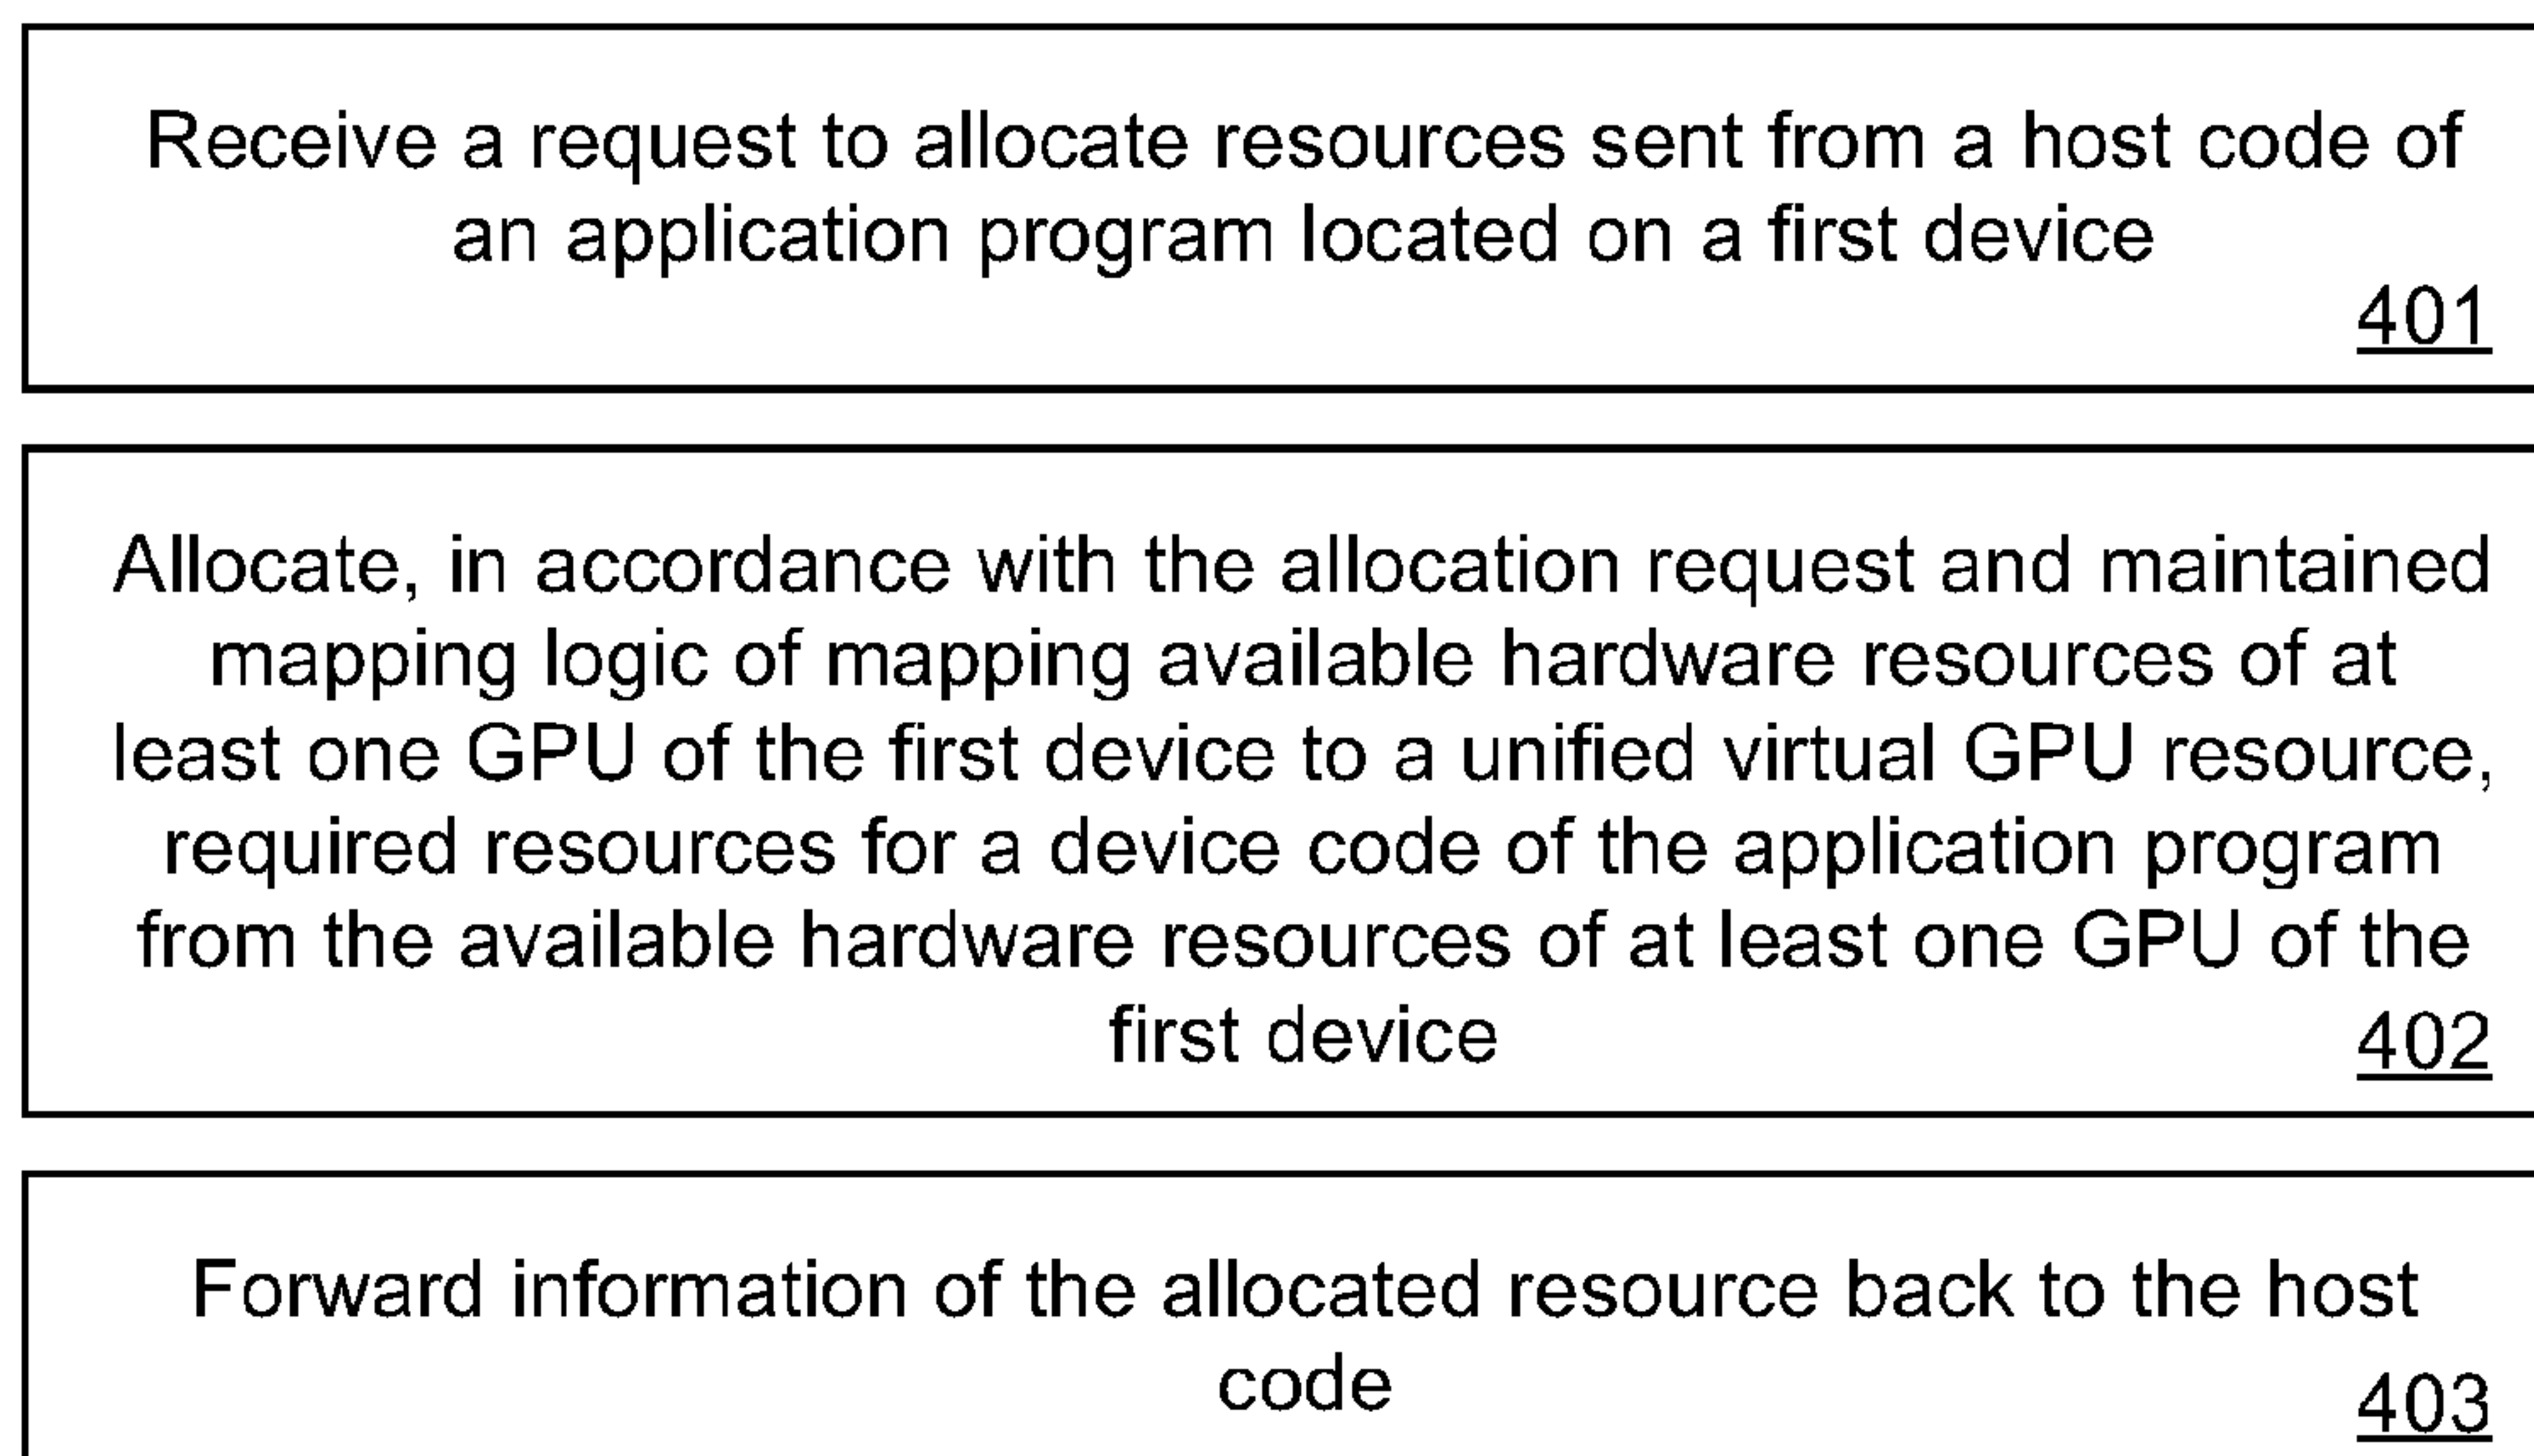 Receive a request to allocate resources sent from a host code of
an application program located on a first device
401
Allocate, in accordance with the allocation request and maintained
mapping logic of mapping available hardware resources of at
least one GPU of the first device to a unified virtual GPU resource,
required resources for a device code of the application program
from the available hardware resources of at least one GPU of the
first device
402
Forward information of the allocated resource back to the host
code
403